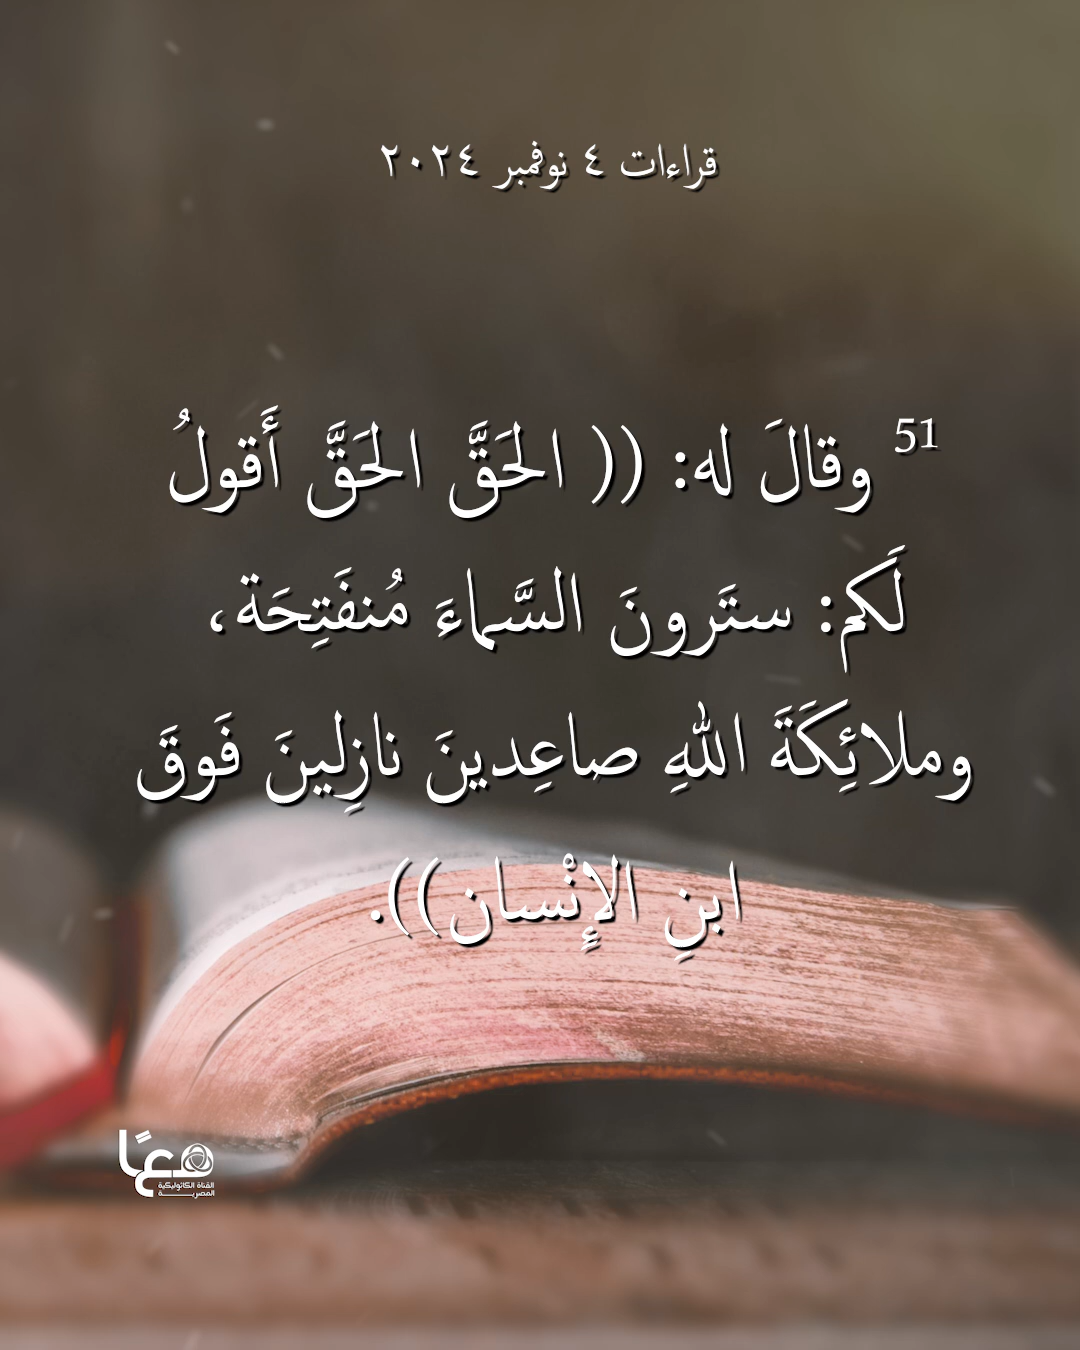 قراءات ٤ نوفمبر ٢٠٢٤
51 وقالَ له: (( الحَقَّ الحَقَّ أَقولُ
لَكم: ستَرونَ السَّماءَ مُنفَتِحَة،
وملائِكَةَ اللهِ صاعِدينَ نازِلينَ فَوقَ
ابنِ الإِنْسان)).
معًا
القناة الكاثوليكية
المصرية